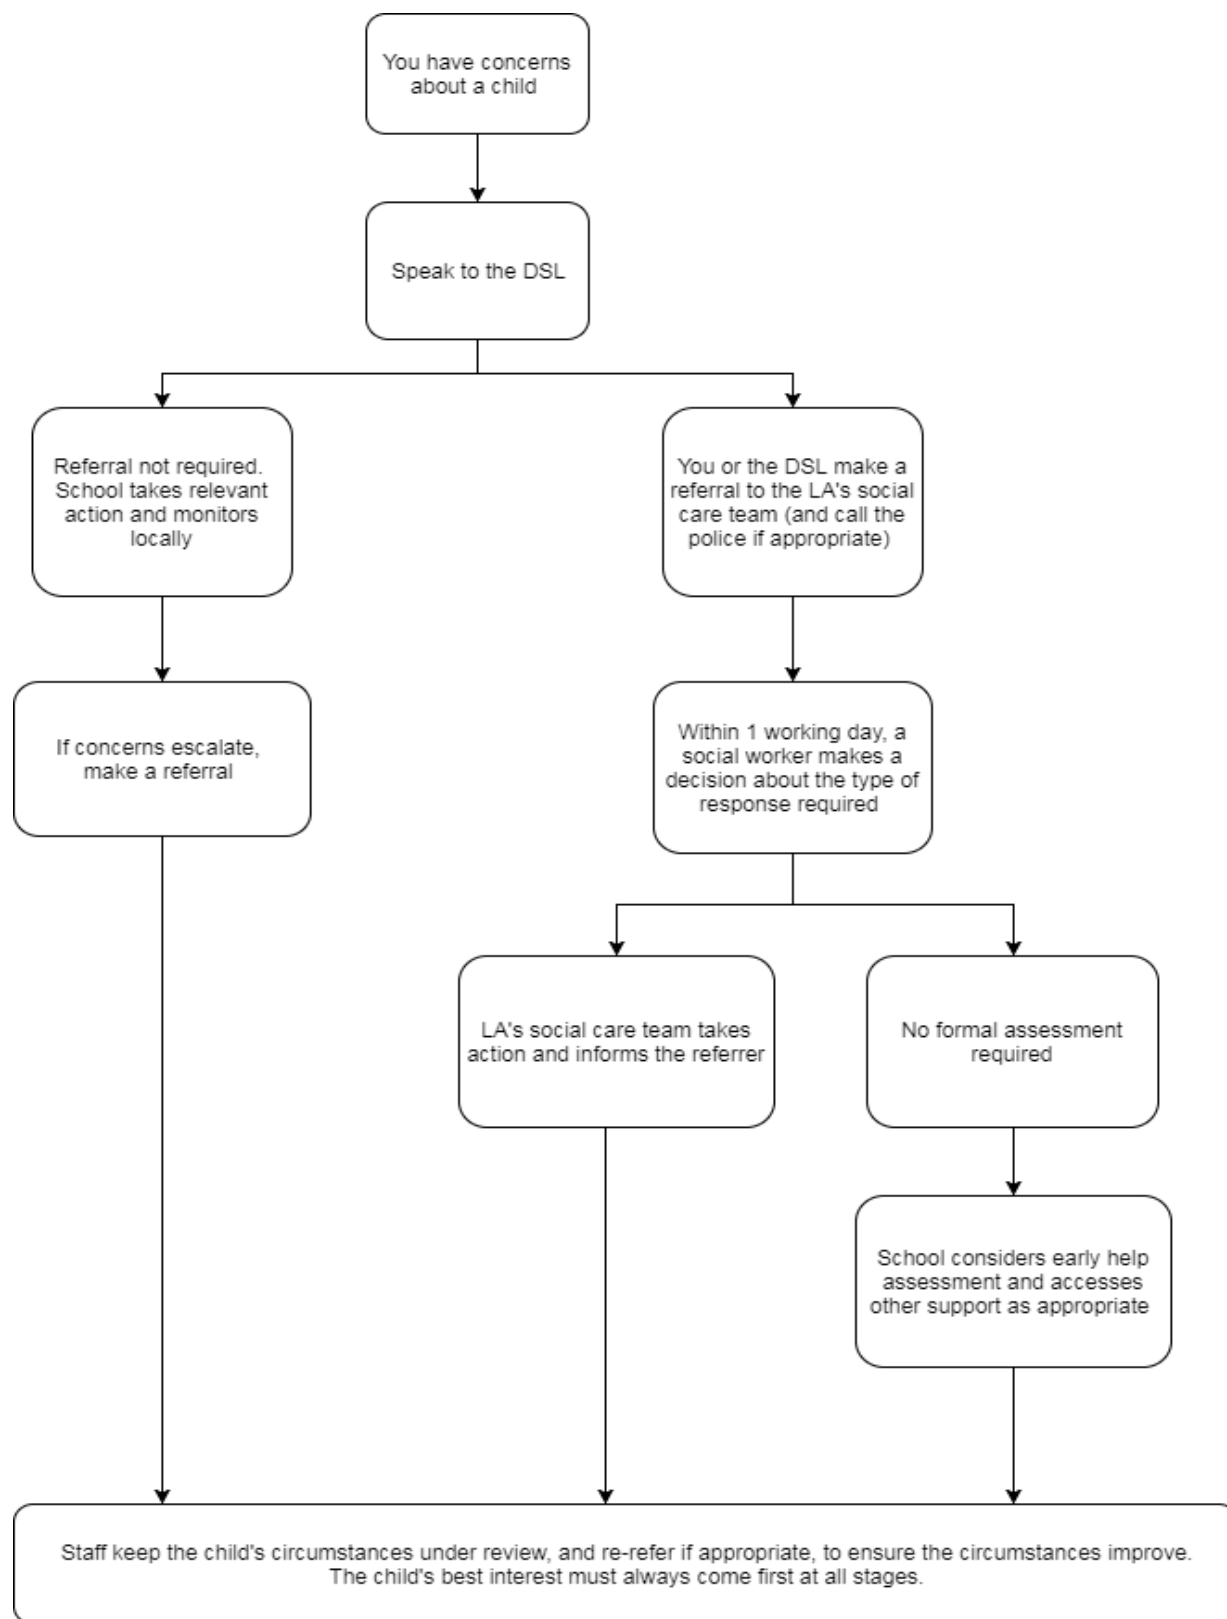 You have concerns
about a child
Speak to the DSL
Referral not required.
School takes relevant
action and monitors
locally
You or the DSL make a
referral to the LA's social
care team (and call the
police if appropriate)
If concerns escalate,
make a referral
Within 1 working day, a
social worker makes a
decision about the type of
response required
LA's social care team takes
action and informs the referrer
No formal assessment
required
School considers early help
assessment and accesses
other support as appropriate
Staff keep the child's circumstances under review, and re-refer if appropriate, to ensure the circumstances improve.
The child's best interest must always come first at all stages.